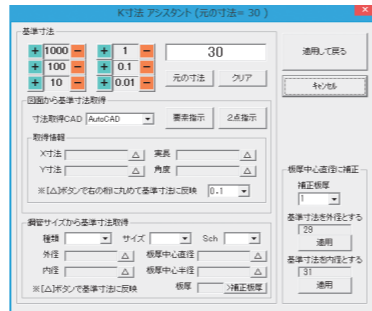 K寸法 アシスタント (元の寸法= 30 )
基準寸法
+ 1000 − + 1 − 30
+ 100 − + 0.1 − 元の寸法 クリア
+ 10 − + 0.01 −
適用して戻る
キャンセル
図面から基準寸法取得
寸法取得CAD AutoCAD 要素指示 2点指示
取得情報
X寸法 △ 実長 △
Y寸法 △ 角度 △
※[△]ボタンで右の桁に丸めて基準寸法に反映 0.1
鋼管サイズから基準寸法取得
種類 サイズ Sch
外径 △ 板厚中心直径 △
内径 △ 板厚中心半径 △
※[△]ボタンで基準寸法に反映 板厚 >補正板厚
板厚中心直径に補正
補正板厚
1
基準寸法を外径とする
29
適用
基準寸法を内径とする
31
適用